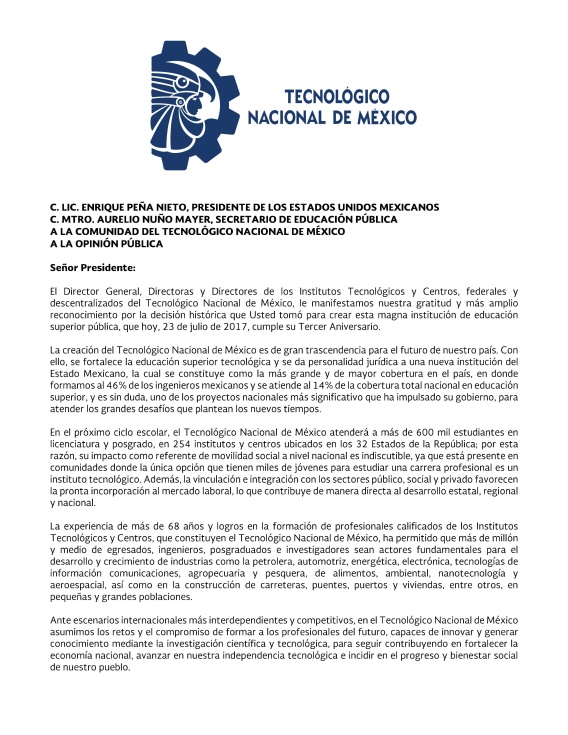 TECNOLÓGICO
NACIONAL DE MÉXICO
C. LIC. ENRIQUE PEÑA NIETO, PRESIDENTE DE LOS ESTADOS UNIDOS MEXICANOS
C. MTRO. AURELIO NUÑO MAYER, SECRETARIO DE EDUCACIÓN PÚBLICA
A LA COMUNIDAD DEL TECNOLÓGICO NACIONAL DE MÉXICO
A LA OPINIÓN PÚBLICA
Señor Presidente:
El Director General, Directoras y Directores de los Institutos Tecnológicos y Centros, federales y
descentralizados del Tecnológico Nacional de México, le manifestamos nuestra gratitud y más amplio
reconocimiento por la decisión histórica que Usted tomó para crear esta magna institución de educación
superior pública, que hoy, 23 de julio de 2017, cumple su Tercer Aniversario.
La creación del Tecnológico Nacional de México es de gran trascendencia para el futuro de nuestro país. Con
ello, se fortalece la educación superior tecnológica y se da personalidad jurídica a una nueva institución del
Estado Mexicano, la cual se constituye como la más grande y de mayor cobertura en el país, en donde
formamos al 46% de los ingenieros mexicanos y se atiende al 14% de la cobertura total nacional en educación
superior, y es sin duda, uno de los proyectos nacionales más significativo que ha impulsado su gobierno, para
atender los grandes desafíos que plantean los nuevos tiempos.
En el próximo ciclo escolar, el Tecnológico Nacional de México atenderá a más de 600 mil estudiantes en
licenciatura y posgrado, en 254 institutos y centros ubicados en los 32 Estados de la República; por esta
razón, su impacto como referente de movilidad social a nivel nacional es indiscutible, ya que está presente en
comunidades donde la única opción que tienen miles de jóvenes para estudiar una carrera profesional es un
instituto tecnológico. Además, la vinculación e integración con los sectores público, social y privado favorecen
la pronta incorporación al mercado laboral, lo que contribuye de manera directa al desarrollo estatal, regional
y nacional.
La experiencia de más de 68 años y logros en la formación de profesionales calificados de los Institutos
Tecnológicos y Centros, que constituyen el Tecnológico Nacional de México, ha permitido que más de millón
y medio de egresados, ingenieros, posgraduados e investigadores sean actores fundamentales para el
desarrollo y crecimiento de industrias como la petrolera, automotriz, energética, electrónica, tecnologías de
información comunicaciones, agropecuaria y pesquera, de alimentos, ambiental, nanotecnología y
aeroespacial, así como en la construcción de carreteras, puentes, puertos y viviendas, entre otros, en
pequeñas y grandes poblaciones.
Ante escenarios internacionales más interdependientes y competitivos, en el Tecnológico Nacional de México
asumimos los retos y el compromiso de formar a los profesionales del futuro, capaces de innovar y generar
conocimiento mediante la investigación científica y tecnológica, para seguir contribuyendo en fortalecer la
economía nacional, avanzar en nuestra independencia tecnológica e incidir en el progreso y bienestar social
de nuestro pueblo.